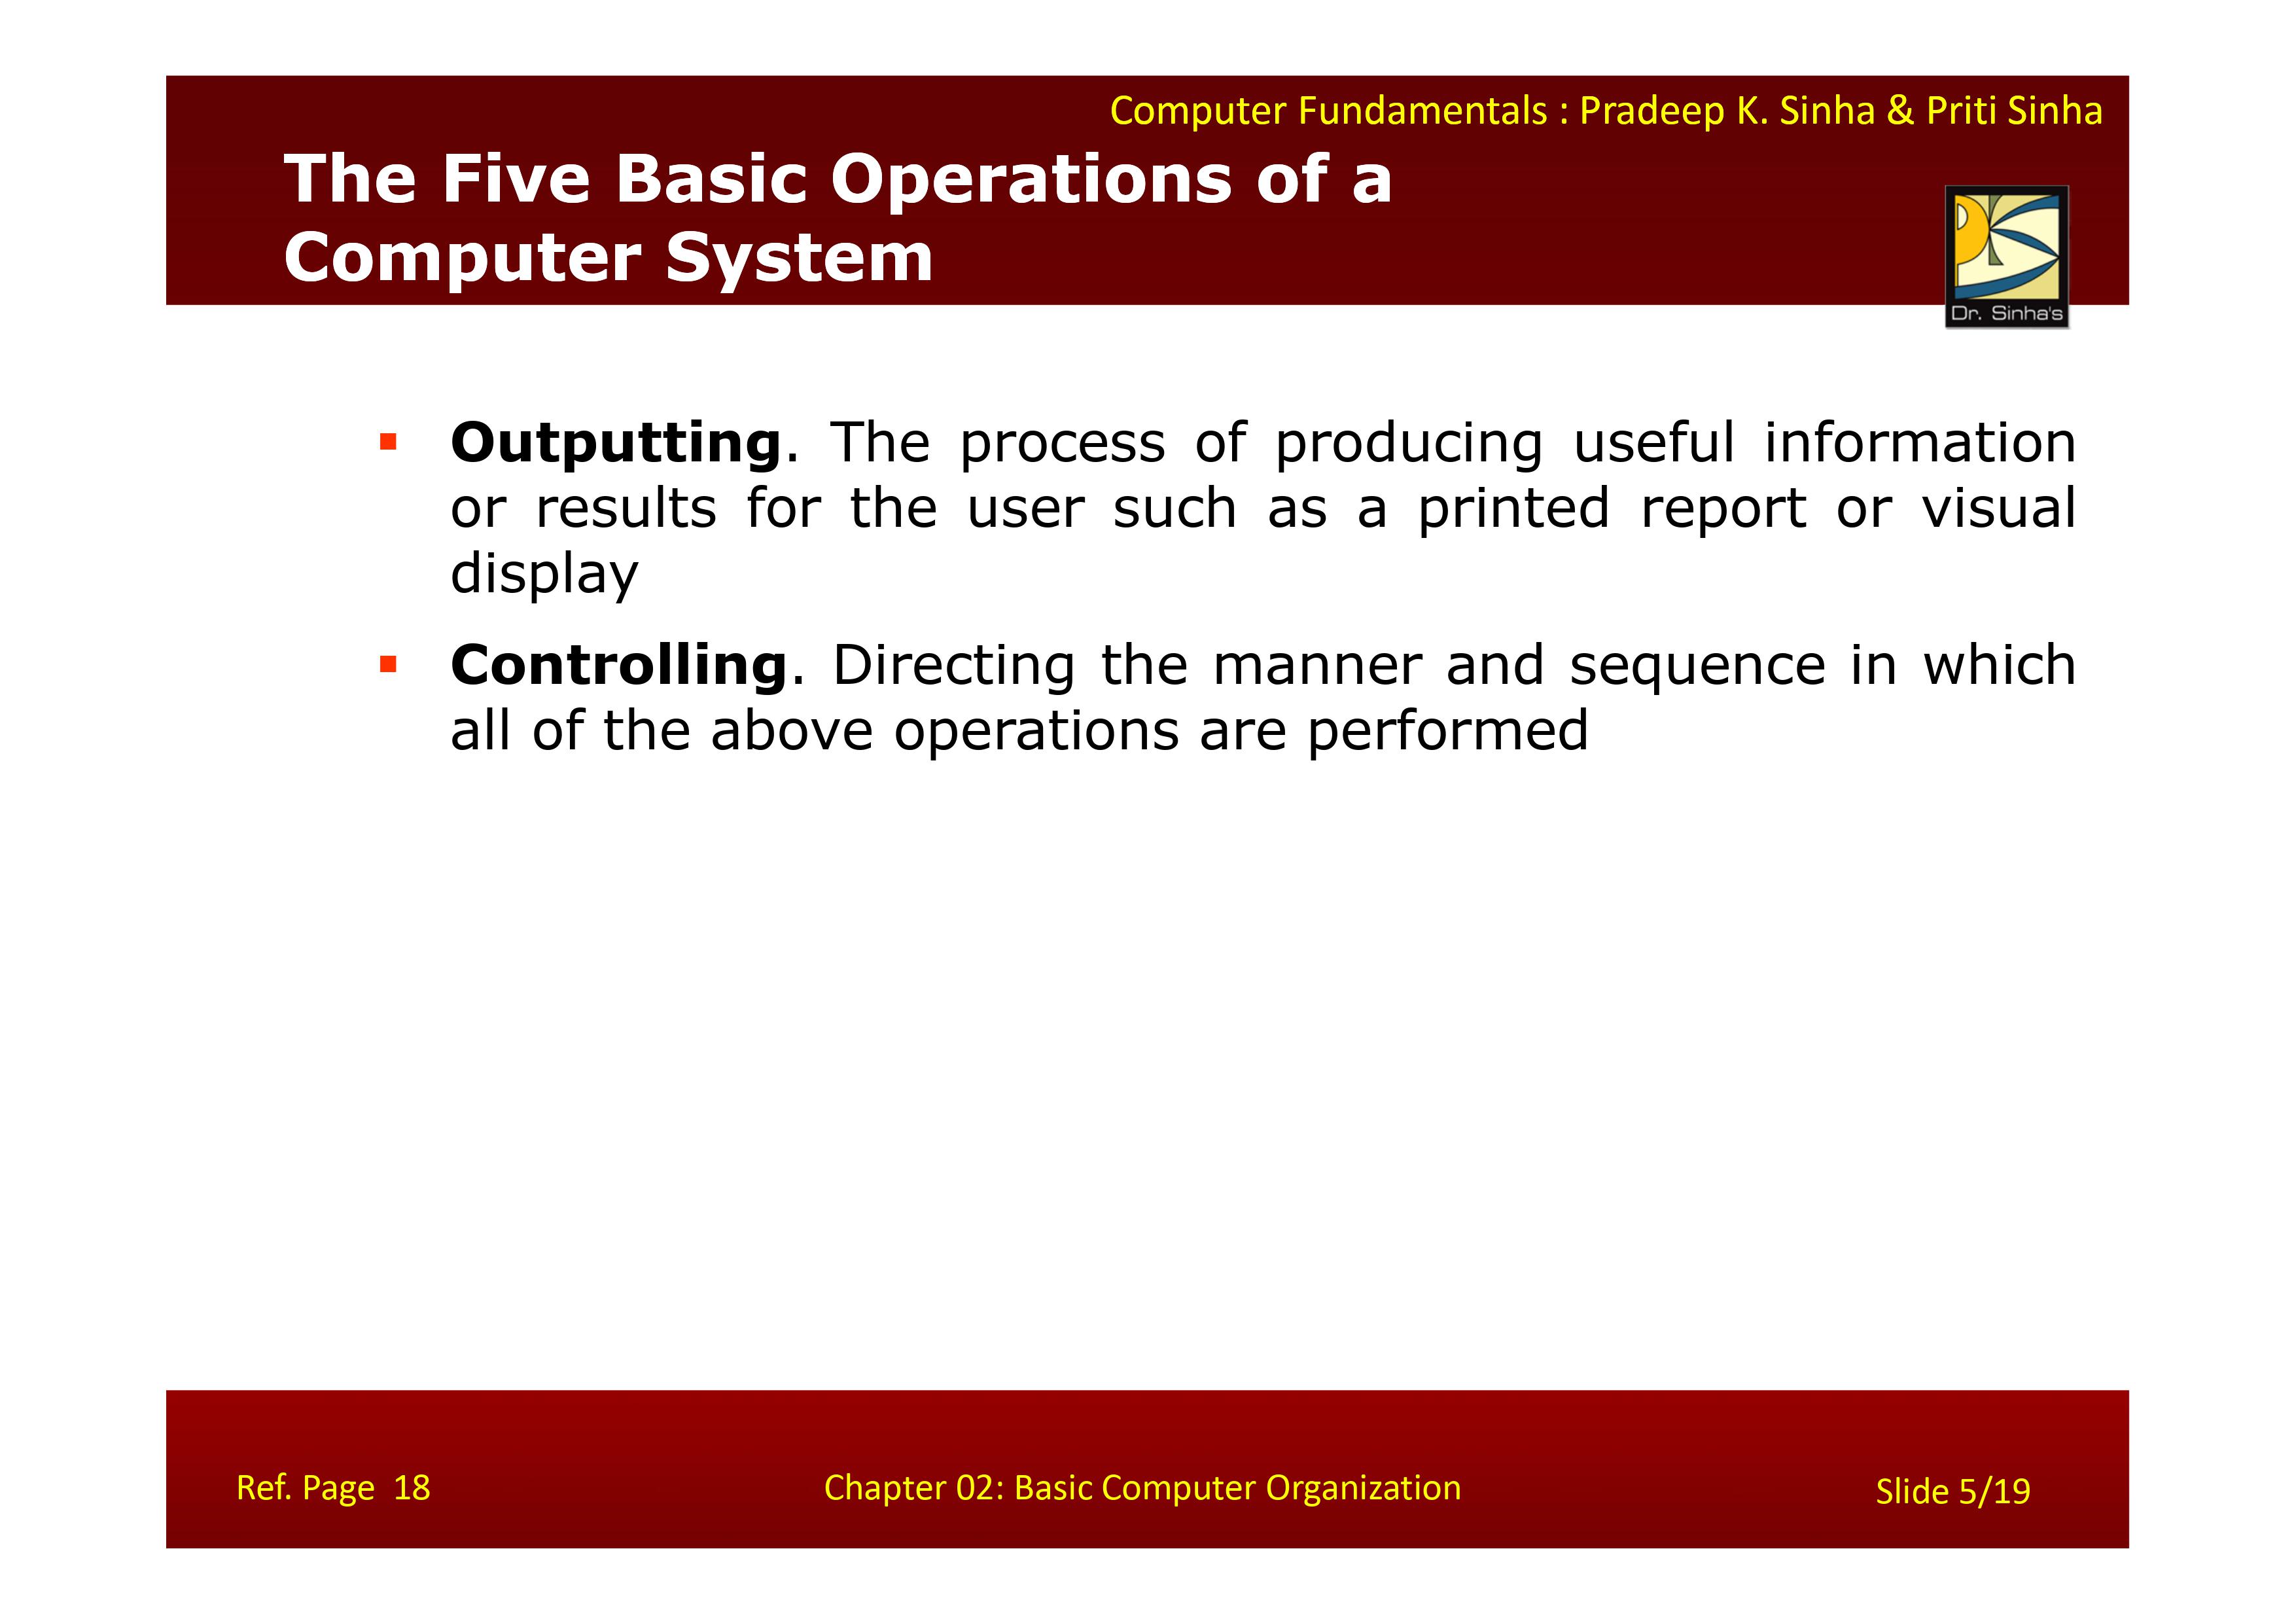 Computer Fundamentals : Pradeep K. Sinha & Priti Sinha
The Five Basic Operations of a
Computer System
Dr. Sinha's
▪ Outputting. The process of producing useful information
or results for the user such as a printed report or visual
display
▪ Controlling. Directing the manner and sequence in which
all of the above operations are performed
Ref. Page 18
Chapter 02: Basic Computer Organization
Slide 5/19